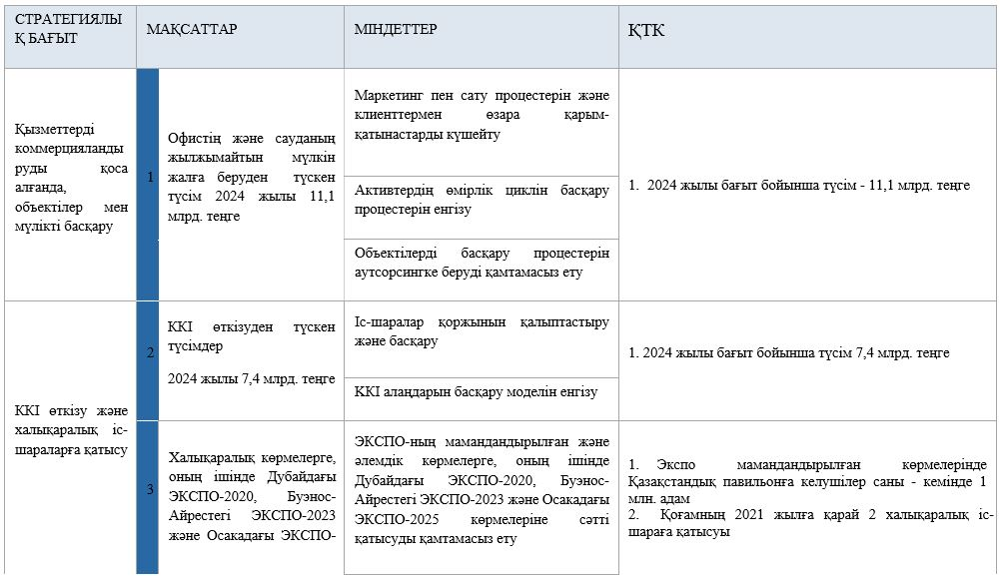 СТРАТЕГИЯЛЫ
Қ БАҒЫТ
МАҚСАТТАР
МІНДЕТТЕР
ҚТК
Қызметтерді
коммерцияланды
руды қоса
алғанда,
объектілер мен
мүлікті басқару
1
Офистің және сауданың
жылжымайтын мүлкін
жалға беруден түскен
түсім 2024 жылы 11,1
млрд. теңге
Маркетинг пен сату процестерін және
клиенттермен өзара қарым-
қатынастарды күшейту
Активтердің өмірлік циклін басқару
процестерін енгізу
Объектілерді басқару процестерін
аутсорсингке беруді қамтамасыз ету
1. 2024 жылы бағыт бойынша түсім - 11,1 млрд. теңге
ККІ өткізу және
халықаралық іс-
шараларға қатысу
2
ККІ өткізуден түскен
түсімдер
2024 жылы 7,4 млрд. теңге
Іс-шаралар қоржынын қалыптастыру
және басқару
ККІ алаңдарын басқару моделін енгізу
1. 2024 жылы бағыт бойынша түсім 7,4 млрд. теңге
3
Халықаралық көрмелерге,
оның ішінде Дубайдағы
ЭКСПО-2020, Буэнос-
Айрестегі ЭКСПО-2023
және Осакадағы ЭКСПО-
ЭКСПО-ның мамандандырылған және
әлемдік көрмелерге, оның ішінде
Дубайдағы ЭКСПО-2020, Буэнос-
Айрестегі ЭКСПО-2023 және Осакадағы
ЭКСПО-2025 көрмелеріне сәтті
қатысуды қамтамасыз ету
1. Экспо мамандандырылған көрмелерінде
Қазақстандық павильонға келушілер саны - кемінде 1
млн. адам
2. Қоғамның 2021 жылға қарай 2 халықаралық іс-
шараға қатысуы